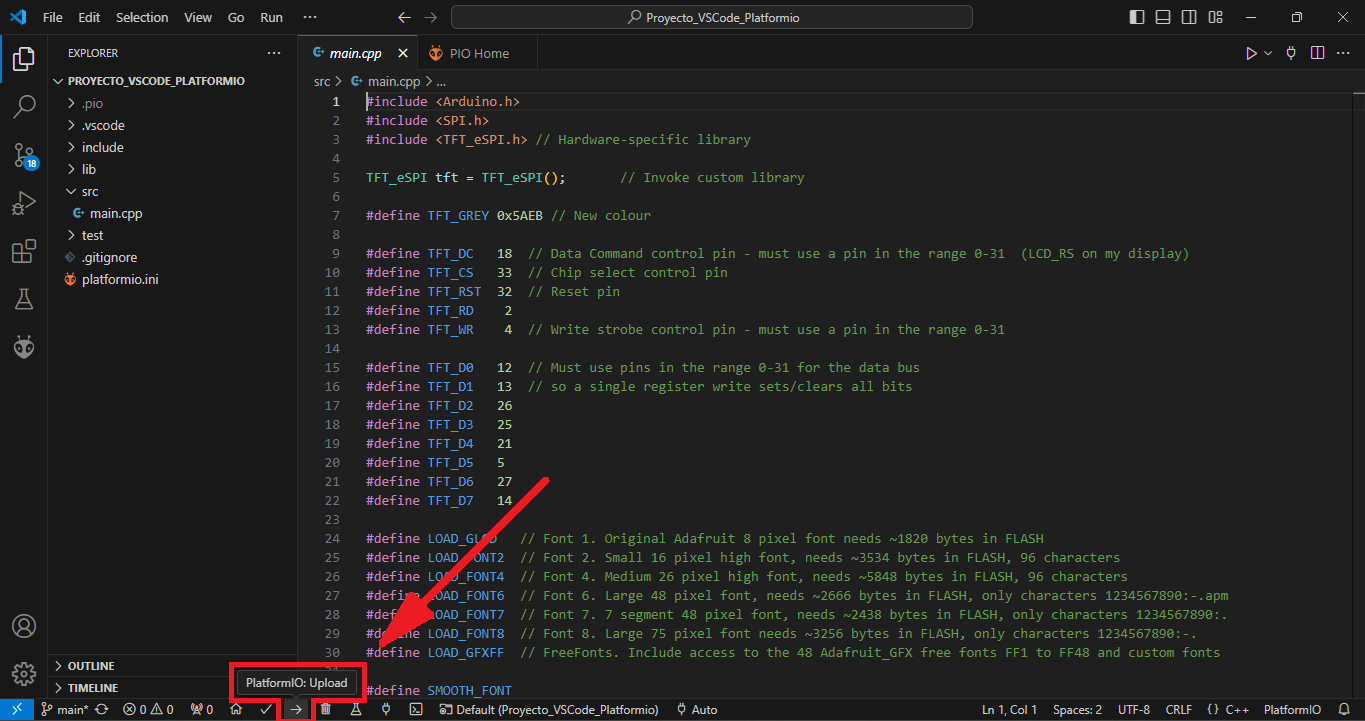 File Edit Selection View Go Run ··· Proyecto_VSCode_Platformio
EXPLORER ···
PROYECTO_VSCODE_PLATFORMIO
.pio
.vscode
include
lib
src
main.cpp
test
.gitignore
platformio.ini
OUTLINE
TIMELINE
18
main.cpp PIO Home
src > main.cpp > ...
1 #include <Arduino.h>
2 #include <SPI.h>
3 #include <TFT_eSPI.h> // Hardware-specific library
4
5 TFT_eSPI tft = TFT_eSPI(); // Invoke custom library
6
7 #define TFT_GREY 0x5AEB // New colour
8
9 #define TFT_DC 18 // Data Command control pin - must use a pin in the range 0-31 (LCD_RS on my display)
10 #define TFT_CS 33 // Chip select control pin
11 #define TFT_RST 32 // Reset pin
12 #define TFT_RD 2
13 #define TFT_WR 4 // Write strobe control pin - must use a pin in the range 0-31
14
15 #define TFT_D0 12 // Must use pins in the range 0-31 for the data bus
16 #define TFT_D1 13 // so a single register write sets/clears all bits
17 #define TFT_D2 26
18 #define TFT_D3 25
19 #define TFT_D4 21
20 #define TFT_D5 5
21 #define TFT_D6 27
22 #define TFT_D7 14
23
24 #define LOAD_GLCD // Font 1. Original Adafruit 8 pixel font needs ~1820 bytes in FLASH
25 #define LOAD_FONT2 // Font 2. Small 16 pixel high font, needs ~3534 bytes in FLASH, 96 characters
26 #define LOAD_FONT4 // Font 4. Medium 26 pixel high font, needs ~5848 bytes in FLASH, 96 characters
27 #define LOAD_FONT6 // Font 6. Large 48 pixel font, needs ~2666 bytes in FLASH, only characters 1234567890:-.apm
28 #define LOAD_FONT7 // Font 7. 7 segment 48 pixel font, needs ~2438 bytes in FLASH, only characters 1234567890:.
29 #define LOAD_FONT8 // Font 8. Large 75 pixel font needs ~3256 bytes in FLASH, only characters 1234567890:-.
30 #define LOAD_GFXFF // FreeFonts. Include access to the 48 Adafruit_GFX free fonts FF1 to FF48 and custom fonts
#define SMOOTH_FONT
PlatformIO: Upload
main* 0 0 0 Default (Proyecto_VSCode_Platformio) Auto Ln 1, Col 1 Spaces: 2 UTF-8 CRLF {} C++ PlatformIO